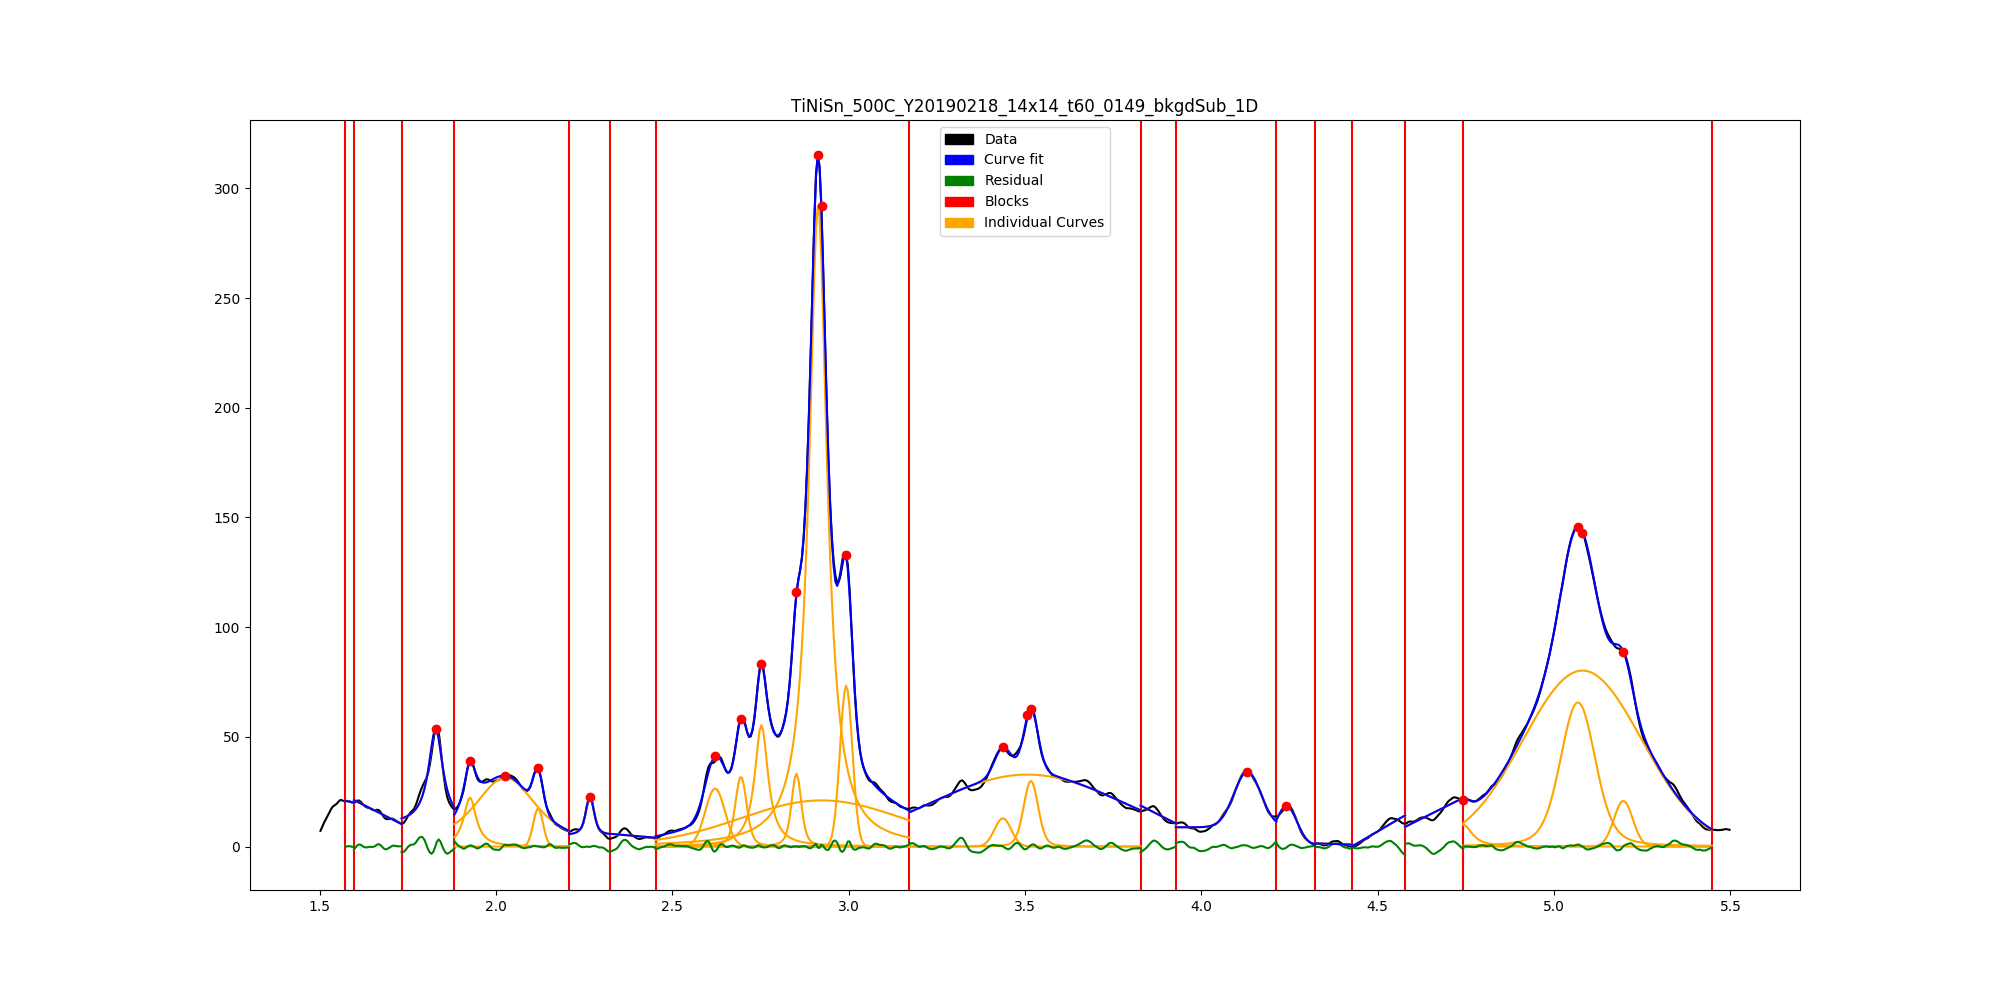 TiNiSn_500C_Y20190218_14x14_t60_0149_bkgdSub_1D
Data
Curve fit
Residual
Blocks
Individual Curves
300
250
200
150
100
50
0
1.5 2.0 2.5 3.0 3.5 4.0 4.5 5.0 5.5